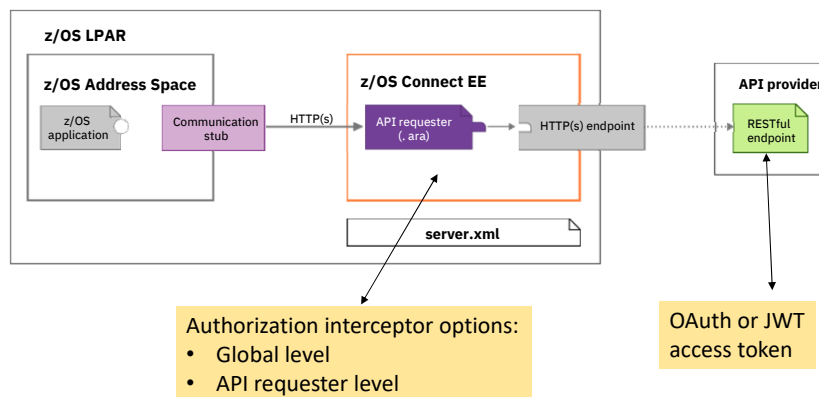 z/OS LPAR
z/OS Address Space
z/OS
application
Communication
stub
HTTP(s)
z/OS Connect EE
API requester
(. ara)
HTTP(s) endpoint
API provider
RESTful
endpoint
server.xml
Authorization interceptor options:
• Global level
• API requester level
OAuth or JWT
access token